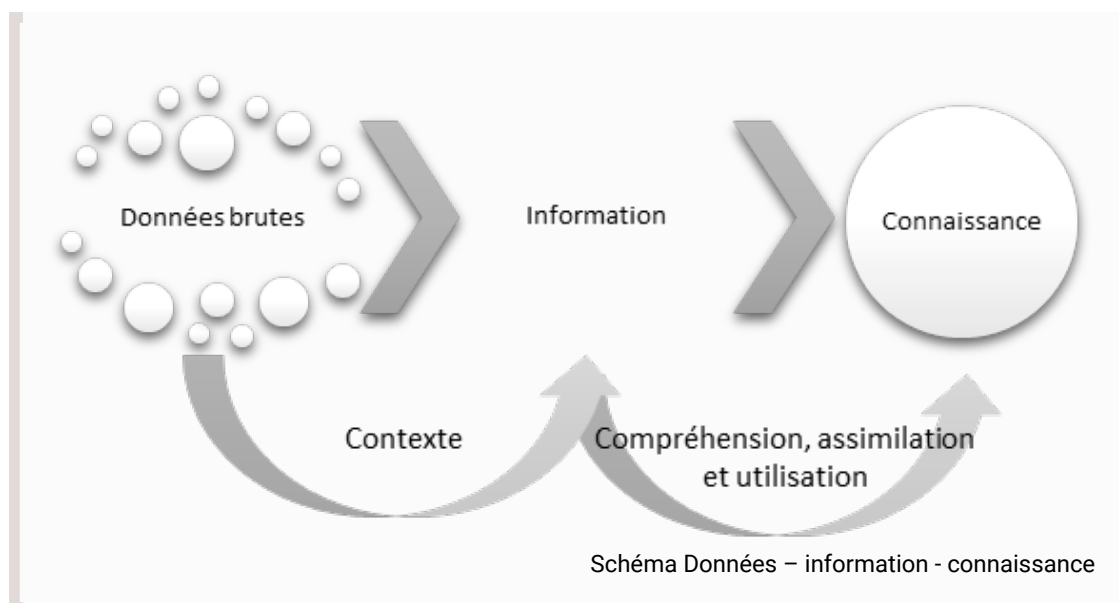 Données brutes
Information
Connaissance
Contexte
Compréhension, assimilation
et utilisation
Schéma Données – information - connaissance